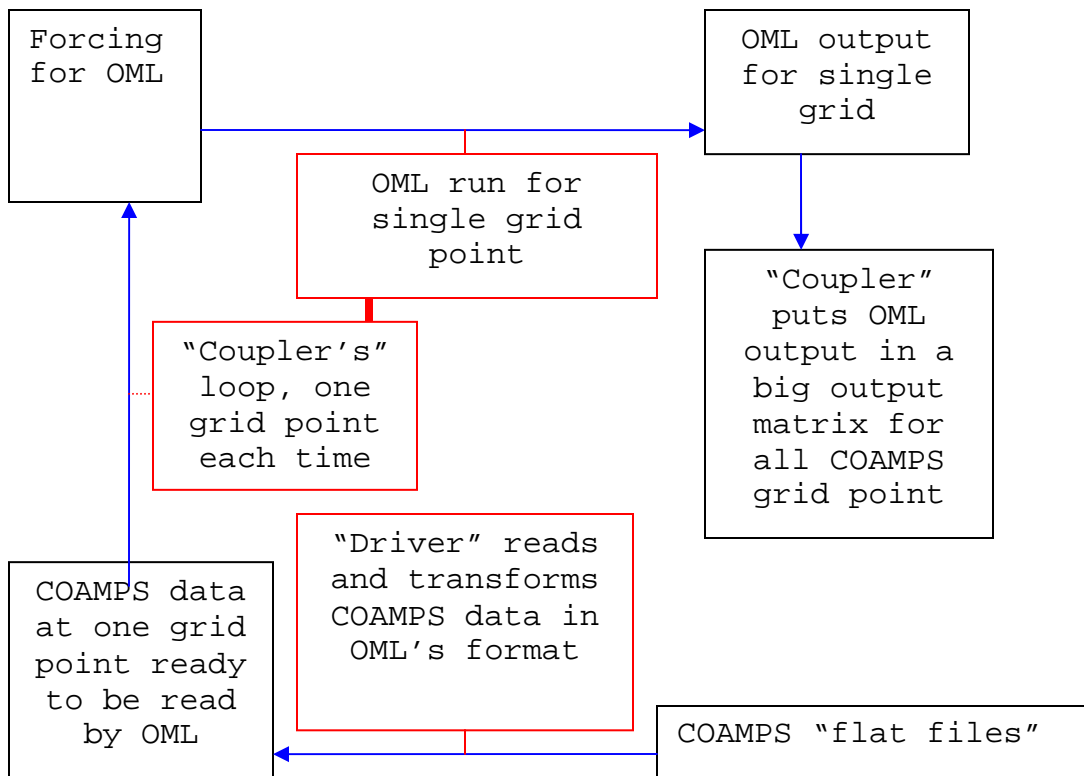 Forcing
for OML
OML output
for single
grid
OML run for
single grid
point
“Coupler”
puts OML
output in a
big output
matrix for
all COAMPS
grid point
“Coupler’s”
loop, one
grid point
each time
“Driver” reads
and transforms
COAMPS data in
OML’s format
COAMPS data
at one grid
point ready
to be read
by OML
COAMPS “flat files”